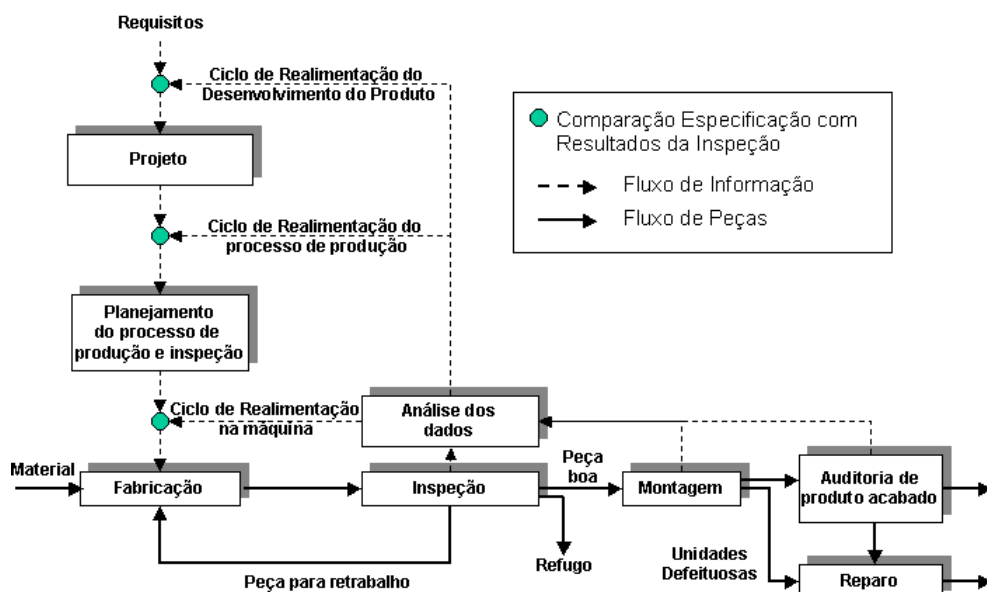 Requisitos
Ciclo de Realimentação do
Desenvolvimento do Produto
Comparação Especificação com
Resultados da Inspeção
Fluxo de Informação
Fluxo de Peças
Projeto
Ciclo de Realimentação do
processo de produção
Planejamento
do processo de
produção e inspeção
Ciclo de Realimentação
na máquina
Análise dos
dados
Material
Fabricação
Inspeção
Peça
boa
Montagem
Auditoria de
produto acabado
Refugo
Unidades
Defeituosas
Reparo
Peça para retrabalho